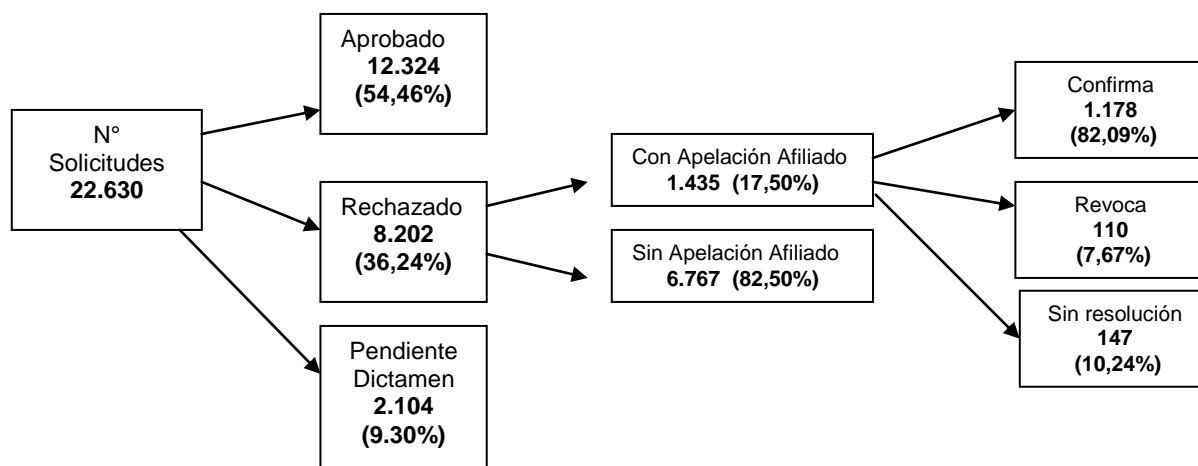 N°
Solicitudes
22.630
Aprobado
12.324
(54,46%)
Rechazado
8.202
(36,24%)
Pendiente
Dictamen
2.104
(9.30%)
Con Apelación Afiliado
1.435 (17,50%)
Sin Apelación Afiliado
6.767 (82,50%)
Confirma
1.178
(82,09%)
Revoca
110
(7,67%)
Sin resolución
147
(10,24%)